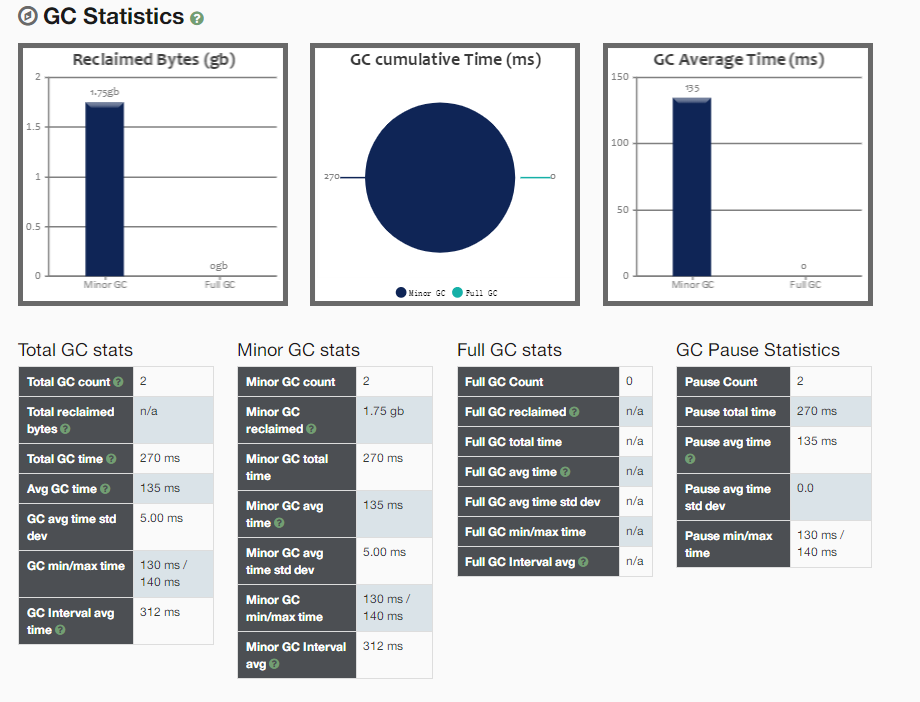 GC Statistics ?
Reclaimed Bytes (gb)
2
1.5
1
0.5
0
1.75gb
0gb
Minor GC
Full GC
GC cumulative Time (ms)
270
0
Minor GC Full GC
GC Average Time (ms)
150
100
50
0
135
0
Minor GC
Full GC
Total GC stats
Total GC count ? 2
Total reclaimed n/a
bytes ?
Total GC time ? 270 ms
Avg GC time ? 135 ms
GC avg time std 5.00 ms
dev
GC min/max time 130 ms /
140 ms
GC Interval avg 312 ms
time ?
Minor GC stats
Minor GC count 2
Minor GC 1.75 gb
reclaimed ?
Minor GC total 270 ms
time
Minor GC avg 135 ms
time ?
Minor GC avg 5.00 ms
time std dev
Minor GC 130 ms /
min/max time 140 ms
Minor GC Interval 312 ms
avg ?
Full GC stats
Full GC Count 0
Full GC reclaimed ? n/a
Full GC total time n/a
Full GC avg time ? n/a
Full GC avg time std dev n/a
Full GC min/max time n/a
Full GC Interval avg ? n/a
GC Pause Statistics
Pause Count 2
Pause total time 270 ms
Pause avg time 135 ms
?
Pause avg time 0.0
std dev
Pause min/max 130 ms /
time 140 ms